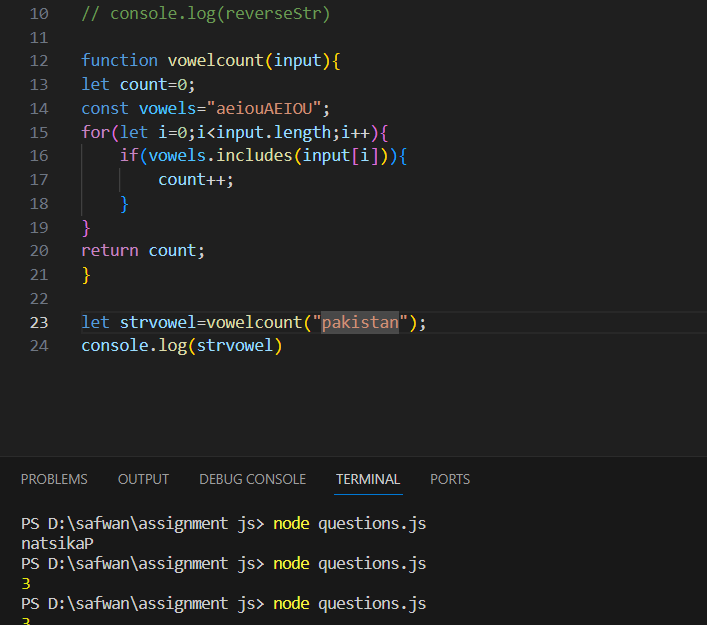 10 // console.log(reverseStr)
11
12 function vowelcount(input){
13 let count=0;
14 const vowels="aeiouAEIOU";
15 for(let i=0;i<input.length;i++){
16     if(vowels.includes(input[i])){
17         count++;
18     }
19 }
20 return count;
21 }
22
23 let strvowel=vowelcount("pakistan");
24 console.log(strvowel)
PROBLEMS OUTPUT DEBUG CONSOLE TERMINAL PORTS
PS D:\safwan\assignment js> node questions.js
natsikaP
PS D:\safwan\assignment js> node questions.js
3
PS D:\safwan\assignment js> node questions.js
3